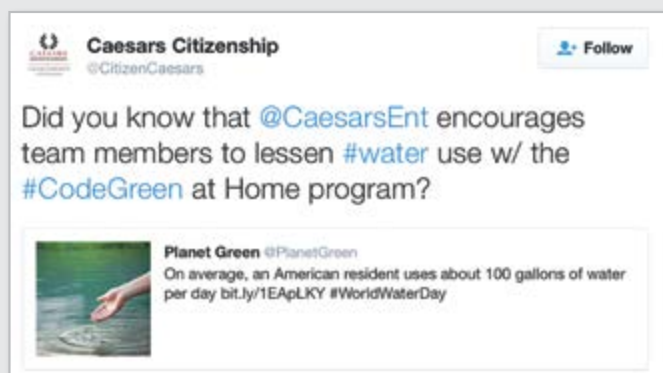 Caesars Citizenship
@CitizenCaesars
Follow
Did you know that @CaesarsEnt encourages
team members to lessen #water use w/ the
#CodeGreen at Home program?
Planet Green @PlanetGreen
On average, an American resident uses about 100 gallons of water
per day bit.ly/1EApLKY #WorldWaterDay